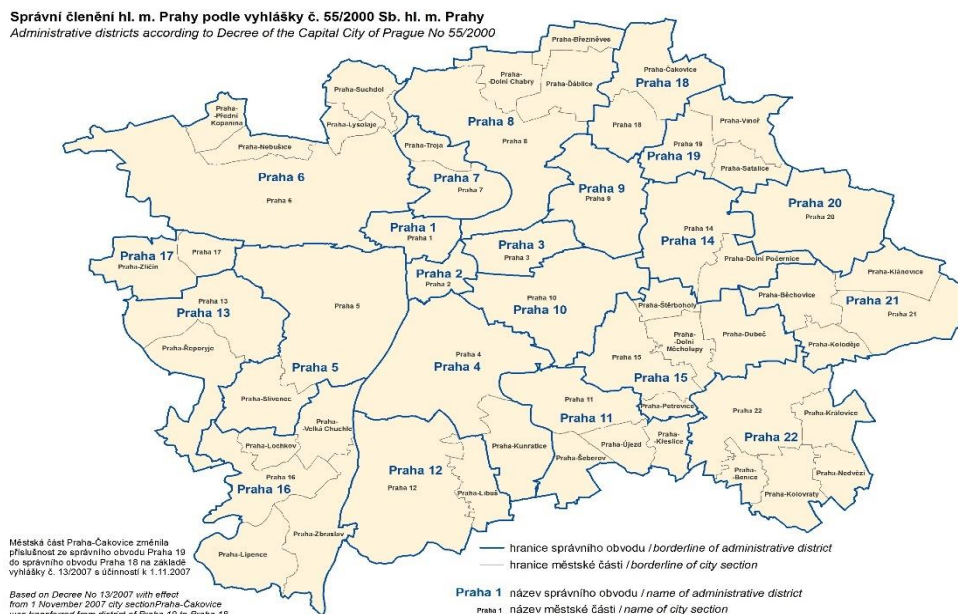 Správní členění hl. m. Prahy podle vyhlášky č. 55/2000 Sb. hl. m. Prahy
Administrative districts according to Decree of the Capital City of Prague No 55/2000
Praha-Březiněves
Praha-Čakovice
Praha 18
Praha-
-Dolní Chabry
Praha-Ďáblice
Praha-Suchdol
Praha-Lysolaje
Praha-
-Přední
Kopanina
Praha-Nebušice
Praha 8
Praha 8
Praha 18
Praha-Vinoř
Praha 19
Praha 19
Praha-Satalice
Praha-Troja
Praha 7
Praha 7
Praha 6
Praha 6
Praha 9
Praha 9
Praha 20
Praha 20
Praha 1
Praha 1
Praha 3
Praha 3
Praha 14
Praha 14
Praha 17
Praha 17
Praha-Zličín
Praha 2
Praha 2
Praha-Dolní Počernice
Praha-Klánovice
Praha-Běchovice
Praha 21
Praha 21
Praha-Koloděje
Praha 13
Praha 13
Praha 5
Praha 5
Praha 10
Praha 10
Praha-Štěrboholy
Praha-
-Dolní
Měcholupy
Praha-Dubeč
Praha-Řeporyje
Praha 4
Praha 4
Praha 15
Praha 15
Praha-Petrovice
Praha-Slivenec
Praha-
-Velká Chuchle
Praha-Lochkov
Praha 11
Praha 11
Praha-Kunratice
Praha-Šeberov
Praha-Újezd
Praha-
-Křeslice
Praha 22
Praha 22
Praha-Královice
Praha-
-Benice
Praha-Nedvězí
Praha-Kolovraty
Praha 16
Praha 16
Praha 12
Praha 12
Praha-Libuš
Praha-Lipence
Praha-Zbraslav
Městská část Praha-Čakovice změnila
příslušnost ze správního obvodu Praha 19
do správního obvodu Praha 18 na základě
vyhlášky č. 13/2007 s účinností k 1.11.2007
Based on Decree No 13/2007 with effect
from 1 November 2007 city sectionPraha-Čakovice
was transferred from district of Praha 19 to Praha 18
hranice správního obvodu / borderline of administrative district
hranice městské části / borderline of city section
Praha 1 název správního obvodu / name of administrative district
Praha 1 název městské části / name of city section